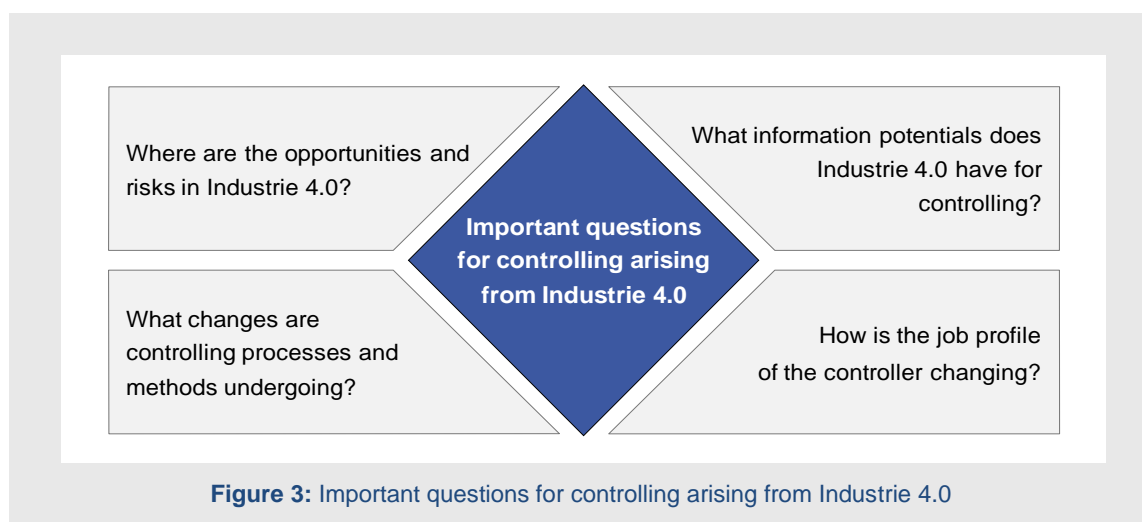 Where are the opportunities and
risks in Industrie 4.0?
What information potentials does
Industrie 4.0 have for
controlling?
Important questions
for controlling arising
from Industrie 4.0
What changes are
controlling processes and
methods undergoing?
How is the job profile
of the controller changing?
Figure 3: Important questions for controlling arising from Industrie 4.0